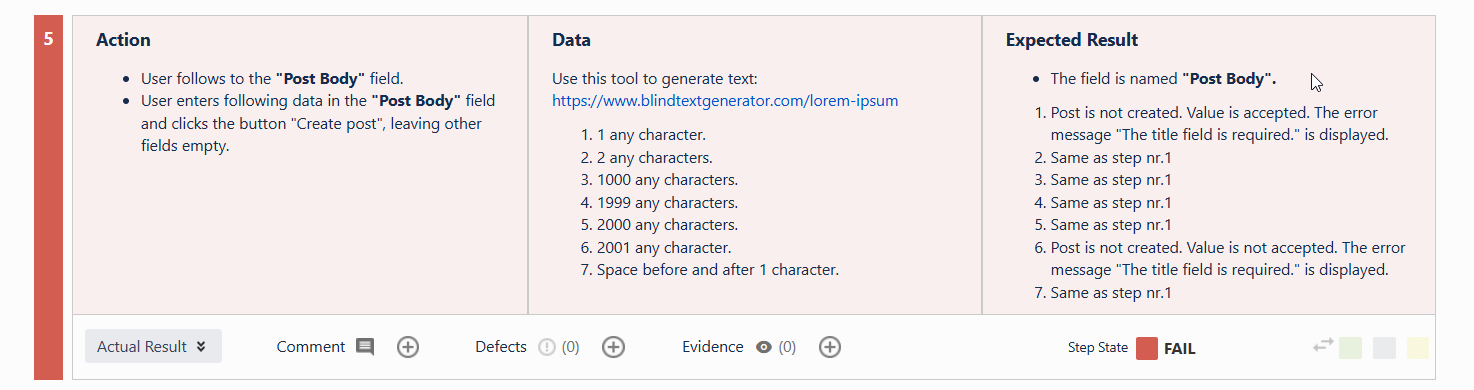 5
Action
• User follows to the "Post Body" field.
• User enters following data in the "Post Body" field
and clicks the button "Create post", leaving other
fields empty.
Data
Use this tool to generate text:
https://www.blindtextgenerator.com/lorem-ipsum
1. 1 any character.
2. 2 any characters.
3. 1000 any characters.
4. 1999 any characters.
5. 2000 any characters.
6. 2001 any character.
7. Space before and after 1 character.
Expected Result
• The field is named "Post Body".
1. Post is not created. Value is accepted. The error
message "The title field is required." is displayed.
2. Same as step nr.1
3. Same as step nr.1
4. Same as step nr.1
5. Same as step nr.1
6. Post is not created. Value is not accepted. The error
message "The title field is required." is displayed.
7. Same as step nr.1
Actual Result
Comment
Defects (0)
Evidence (0)
Step State FAIL